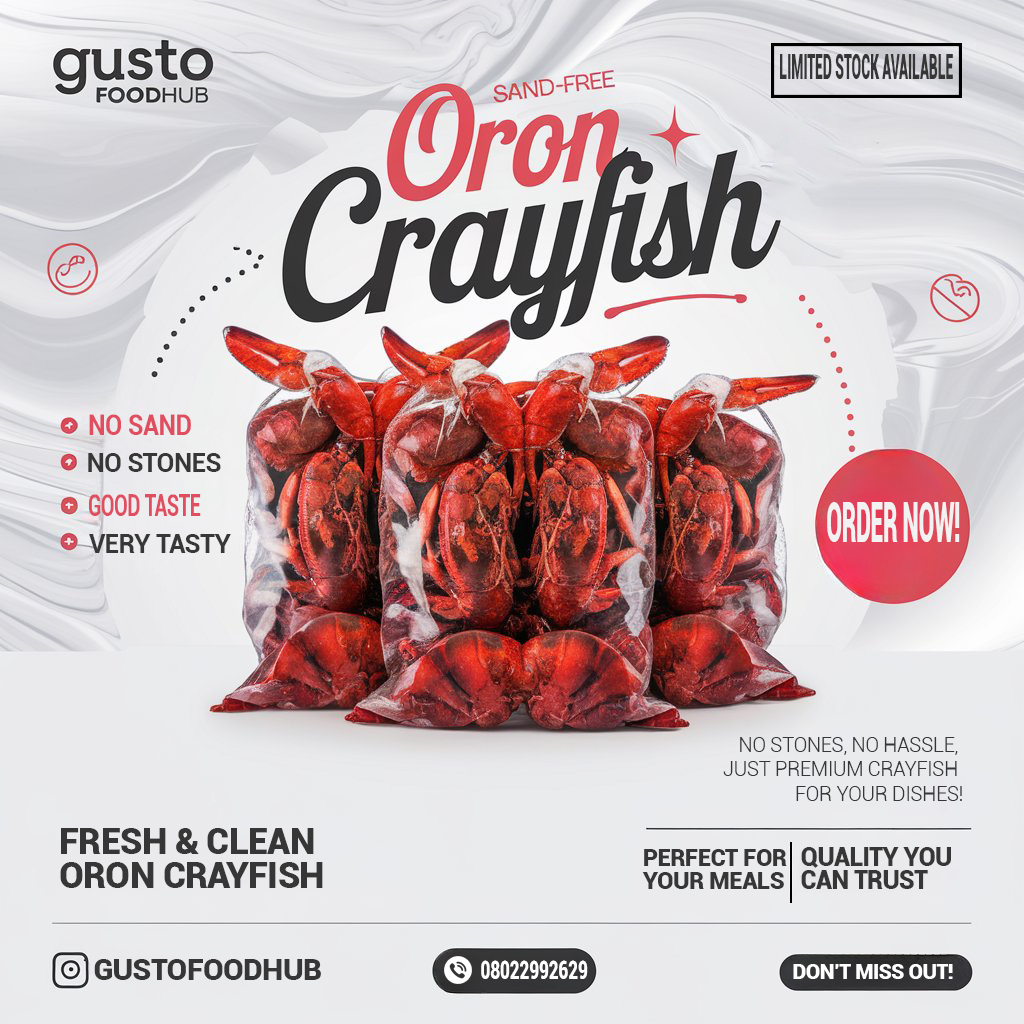 gusto
FOODHUB
LIMITED STOCK AVAILABLE
SAND-FREE
Oron
Crayfish
NO SAND
NO STONES
GOOD TASTE
VERY TASTY
ORDER NOW!
NO STONES, NO HASSLE,
JUST PREMIUM CRAYFISH
FOR YOUR DISHES!
FRESH & CLEAN
ORON CRAYFISH
PERFECT FOR
YOUR MEALS
QUALITY YOU
CAN TRUST
GUSTOFOODHUB
08022992629
DON'T MISS OUT!